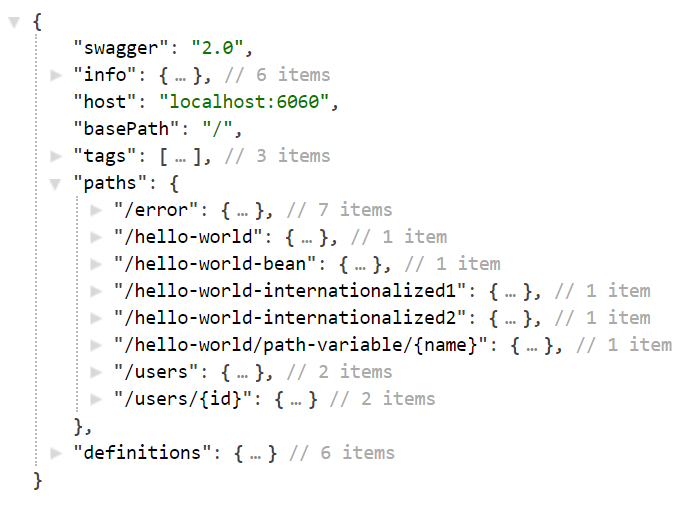 {
"swagger": "2.0",
"info": { … }, // 6 items
"host": "localhost:6060",
"basePath": "/",
"tags": [ … ], // 3 items
"paths": {
"/error": { … }, // 7 items
"/hello-world": { … }, // 1 item
"/hello-world-bean": { … }, // 1 item
"/hello-world-internationalized1": { … }, // 1 item
"/hello-world-internationalized2": { … }, // 1 item
"/hello-world/path-variable/{name}": { … }, // 1 item
"/users": { … }, // 2 items
"/users/{id}": { … } // 2 items
},
"definitions": { … } // 6 items
}